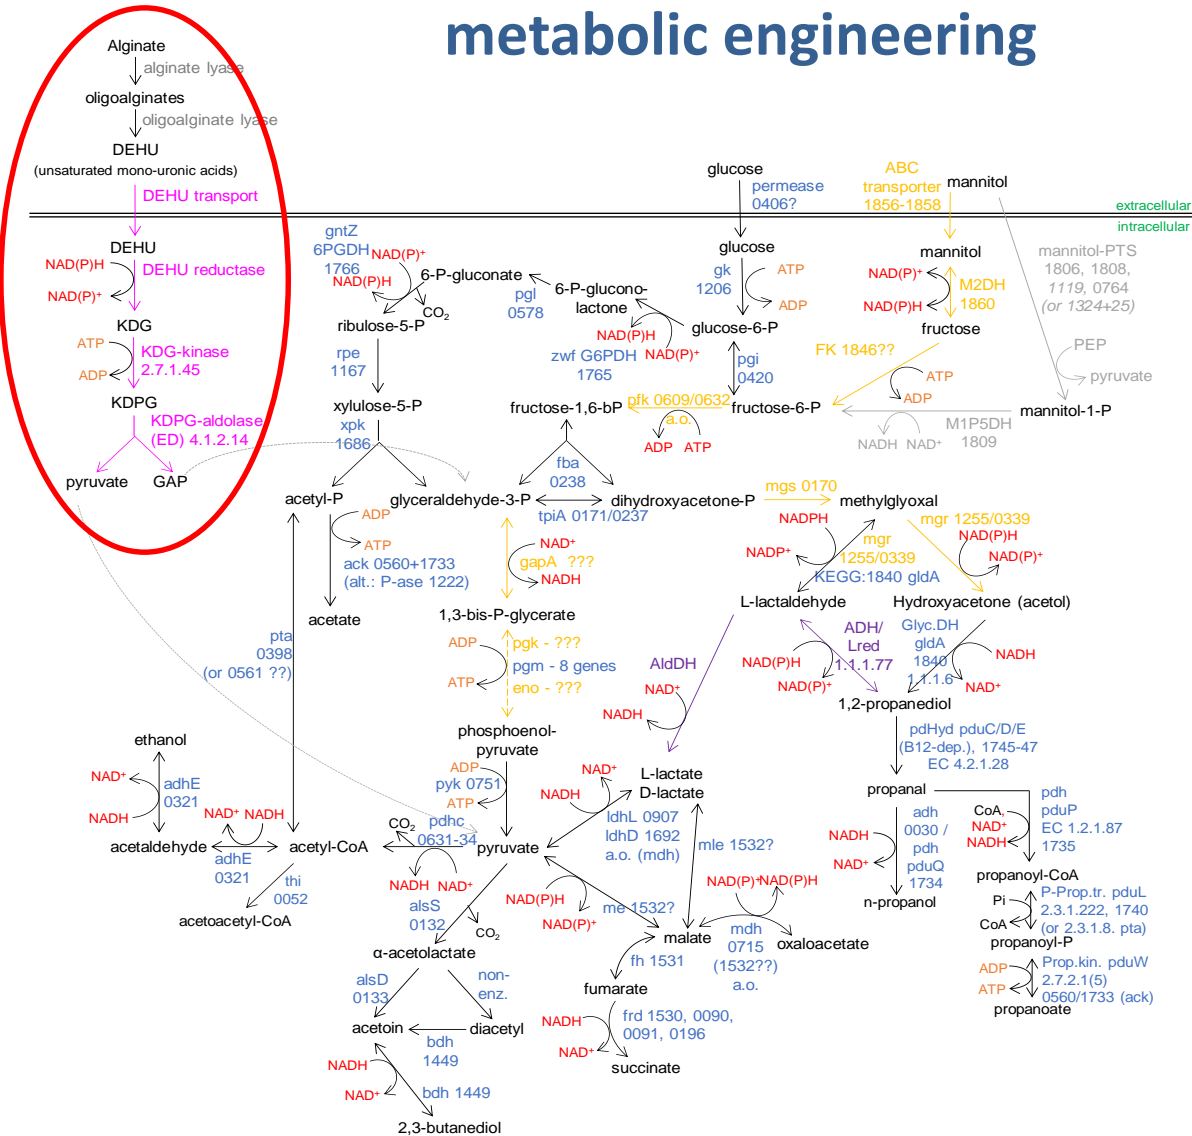 metabolic engineering
Alginate
alginate lyase
oligoalginates
oligoalginate lyase
DEHU
(unsaturated mono-uronic acids)
DEHU transport
DEHU
NAD(P)H
DEHU reductase
NAD(P)+
KDG
ATP
KDG-kinase
2.7.1.45
ADP
KDPG
KDPG-aldolase
(ED) 4.1.2.14
pyruvate
GAP
glucose
permease
0406?
ABC
transporter
1856-1858
mannitol
extracellular
intracellular
gntZ
6PGDH
1766
NAD(P)+
NAD(P)H
6-P-gluconate
CO2
pgl
0578
6-P-glucono-
lactone
NAD(P)H
NAD(P)+
zwf G6PDH
1765
glucose
gk
1206
ATP
ADP
glucose-6-P
pgi
0420
mannitol
NAD(P)+
NAD(P)H
M2DH
1860
fructose
FK 1846??
ATP
ADP
mannitol-PTS
1806, 1808,
1119, 0764
(or 1324+25)
PEP
pyruvate
mannitol-1-P
M1P5DH
1809
NADH
NAD+
ribulose-5-P
rpe
1167
xylulose-5-P
xpk
1686
fructose-1,6-bP
pfk 0609/0632
a.o.
ADP
ATP
fructose-6-P
fba
0238
acetyl-P
glyceraldehyde-3-P
tpiA 0171/0237
dihydroxyacetone-P
mgs 0170
methylglyoxal
ADP
ATP
ack 0560+1733
(alt.: P-ase 1222)
acetate
NAD+
gapA ???
NADH
1,3-bis-P-glycerate
NADPH
NADP+
mgr
1255/0339
KEGG:1840 gldA
mgr 1255/0339
NAD(P)H
NAD(P)+
L-lactaldehyde
Hydroxyacetone (acetol)
pta
0398
(or 0561 ??)
ADP
ATP
pgk - ???
pgm - 8 genes
eno - ???
AldDH
NAD+
NADH
NAD(P)H
NAD(P)+
ADH/
Lred
1.1.1.77
Glyc.DH
gldA
1840
1.1.1.6
NADH
NAD+
1,2-propanediol
phosphoenol-
pyruvate
pdHyd pduC/D/E
(B12-dep.), 1745-47
EC 4.2.1.28
ethanol
NAD+
NADH
adhE
0321
ADP
ATP
pyk 0751
NAD+
NADH
L-lactate
D-lactate
ldhL 0907
ldhD 1692
a.o. (mdh)
propanal
adh
0030 /
pdh
pduQ
1734
NADH
NAD+
n-propanol
CoA,
NAD+
NADH
pdh
pduP
EC 1.2.1.87
1735
propanoyl-CoA
acetaldehyde
NAD+
NADH
adhE
0321
acetyl-CoA
CO2
pdhc
0631-34
NADH
NAD+
pyruvate
mle 1532?
thi
0052
acetoacetyl-CoA
alsS
0132
CO2
NAD(P)H
NAD(P)+
me 1532?
malate
NAD(P)+
NAD(P)H
mdh
0715
(1532??)
a.o.
oxaloacetate
Pi
CoA
P-Prop.tr. pduL
2.3.1.222, 1740
(or 2.3.1.8. pta)
propanoyl-P
ADP
ATP
Prop.kin. pduW
2.7.2.1(5)
0560/1733 (ack)
propanoate
α-acetolactate
alsD
0133
non-
enz.
fh 1531
fumarate
acetoin
diacetyl
bdh
1449
NADH
NAD+
frd 1530, 0090,
0091, 0196
succinate
NADH
NAD+
bdh 1449
2,3-butanediol